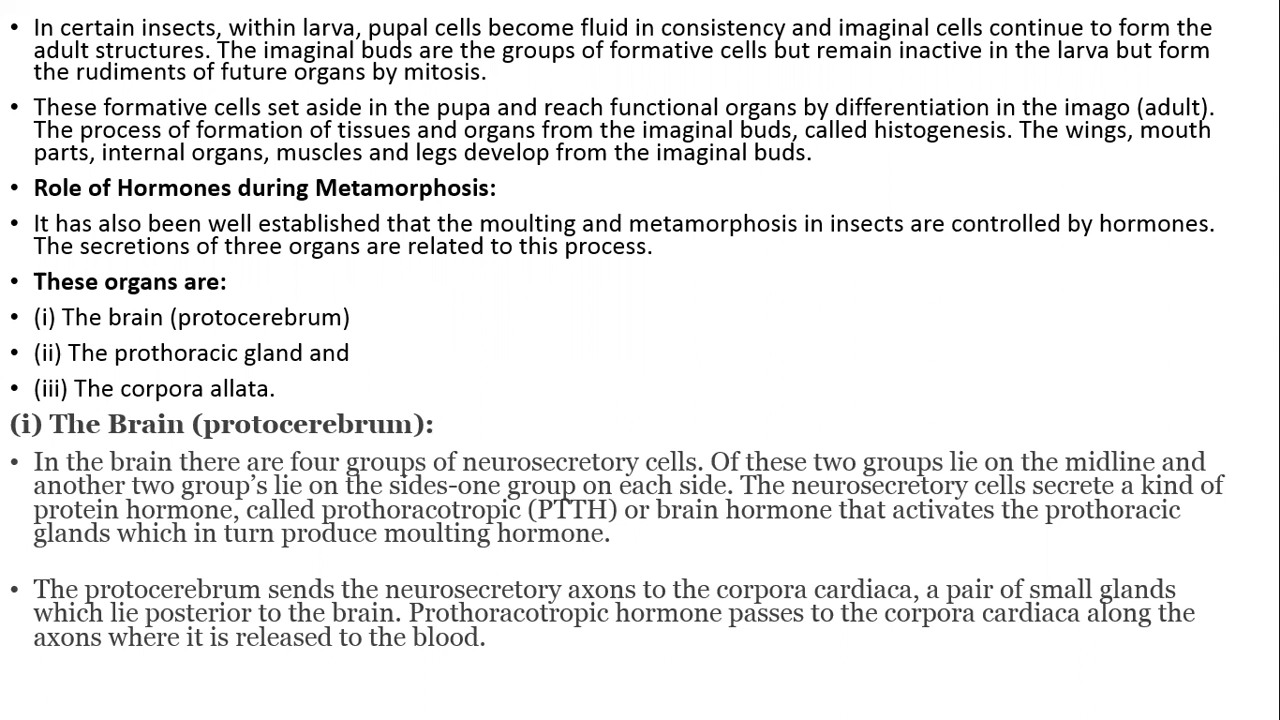 • In certain insects, within larva, pupal cells become fluid in consistency and imaginal cells continue to form the
adult structures. The imaginal buds are the groups of formative cells but remain inactive in the larva but form
the rudiments of future organs by mitosis.
• These formative cells set aside in the pupa and reach functional organs by differentiation in the imago (adult).
The process of formation of tissues and organs from the imaginal buds, called histogenesis. The wings, mouth
parts, internal organs, muscles and legs develop from the imaginal buds.
• Role of Hormones during Metamorphosis:
• It has also been well established that the moulting and metamorphosis in insects are controlled by hormones.
The secretions of three organs are related to this process.
• These organs are:
• (i) The brain (protocerebrum)
• (ii) The prothoracic gland and
• (iii) The corpora allata.
(i) The Brain (protocerebrum):
• In the brain there are four groups of neurosecretory cells. Of these two groups lie on the midline and
another two group’s lie on the sides-one group on each side. The neurosecretory cells secrete a kind of
protein hormone, called prothoracotropic (PTTH) or brain hormone that activates the prothoracic
glands which in turn produce moulting hormone.
• The protocerebrum sends the neurosecretory axons to the corpora cardiaca, a pair of small glands
which lie posterior to the brain. Prothoracotropic hormone passes to the corpora cardiaca along the
axons where it is released to the blood.